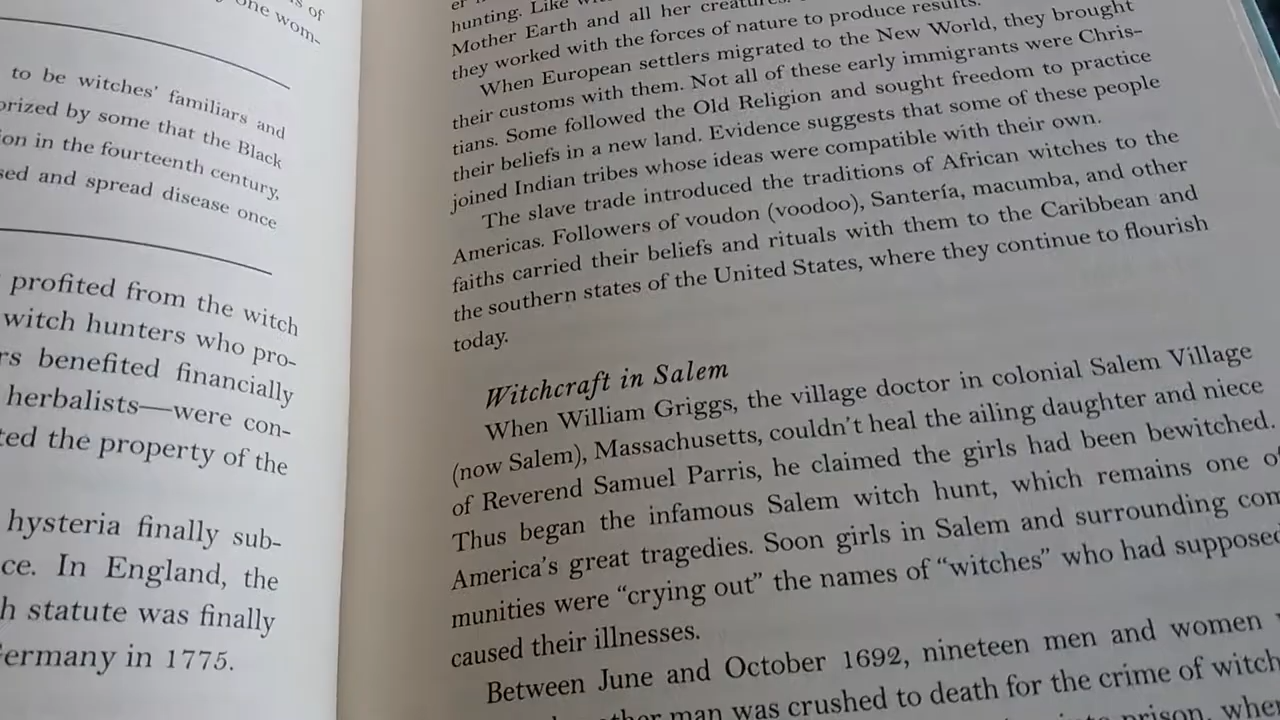 s of
one wom-
to be witches' familiars and
orized by some that the Black
ion in the fourteenth century,
sed and spread disease once
profited from the witch
witch hunters who pro-
rs benefited financially
herbalists—were con-
ted the property of the
hysteria finally sub-
ce. In England, the
h statute was finally
Germany in 1775.
hunting. Like
Mother Earth and all her creatures.
they worked with the forces of nature to produce results.
When European settlers migrated to the New World, they brought
their customs with them. Not all of these early immigrants were Chris-
tians. Some followed the Old Religion and sought freedom to practice
their beliefs in a new land. Evidence suggests that some of these people
joined Indian tribes whose ideas were compatible with their own.
The slave trade introduced the traditions of African witches to the
Americas. Followers of voudon (voodoo), Santería, macumba, and other
faiths carried their beliefs and rituals with them to the Caribbean and
the southern states of the United States, where they continue to flourish
today.
Witchcraft in Salem
When William Griggs, the village doctor in colonial Salem Village
(now Salem), Massachusetts, couldn't heal the ailing daughter and niece
of Reverend Samuel Parris, he claimed the girls had been bewitched.
Thus began the infamous Salem witch hunt, which remains one of
America's great tragedies. Soon girls in Salem and surrounding com
munities were "crying out" the names of "witches" who had supposed
caused their illnesses.
Between June and October 1692, nineteen men and women
man was crushed to death for the crime of witch
prison, whe